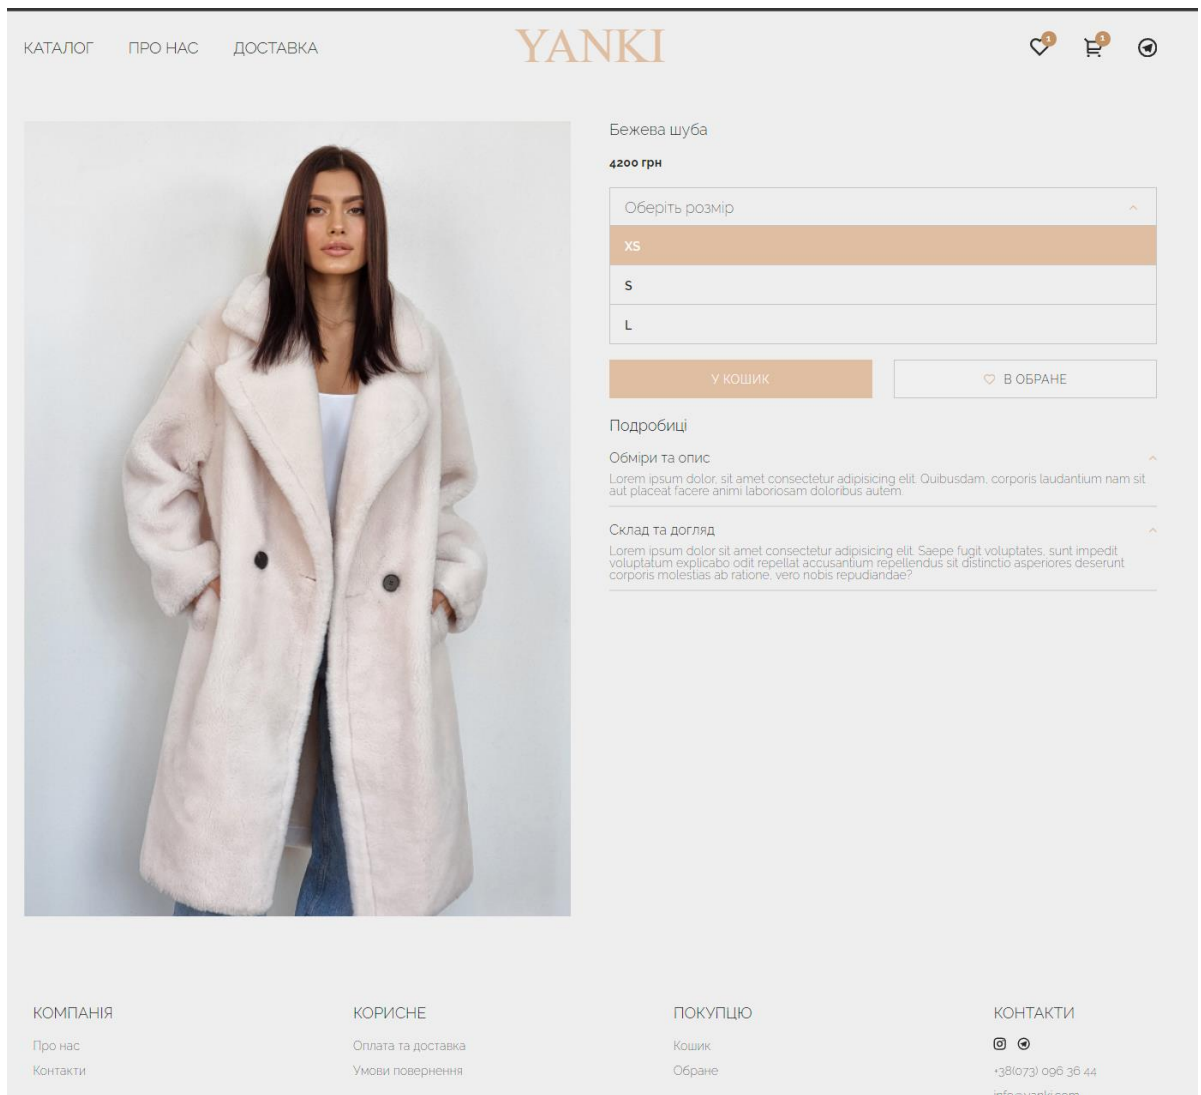 КАТАЛОГ ПРО НАС ДОСТАВКА YANKI 1 1
Бежева шуба
4200 грн
Оберіть розмір
XS
S
L
У КОШИК В ОБРАНЕ
Подробиці
Обміри та опис
Lorem ipsum dolor, sit amet consectetur adipisicing elit. Quibusdam, corporis laudantium nam sit
aut placeat facere animi laboriosam doloribus autem.
Склад та догляд
Lorem ipsum dolor sit amet consectetur adipisicing elit. Saepe fugit voluptates, sunt impedit
voluptatum explicabo odit repellat accusantium repellendus sit distinctio asperiores deserunt
corporis molestias ab ratione, vero nobis repudiandae?
КОМПАНІЯ
Про нас
Контакти
КОРИСНЕ
Оплата та доставка
Умови повернення
ПОКУПЦЮ
Кошик
Обране
КОНТАКТИ
+38(073) 096 36 44
info@yanki.com